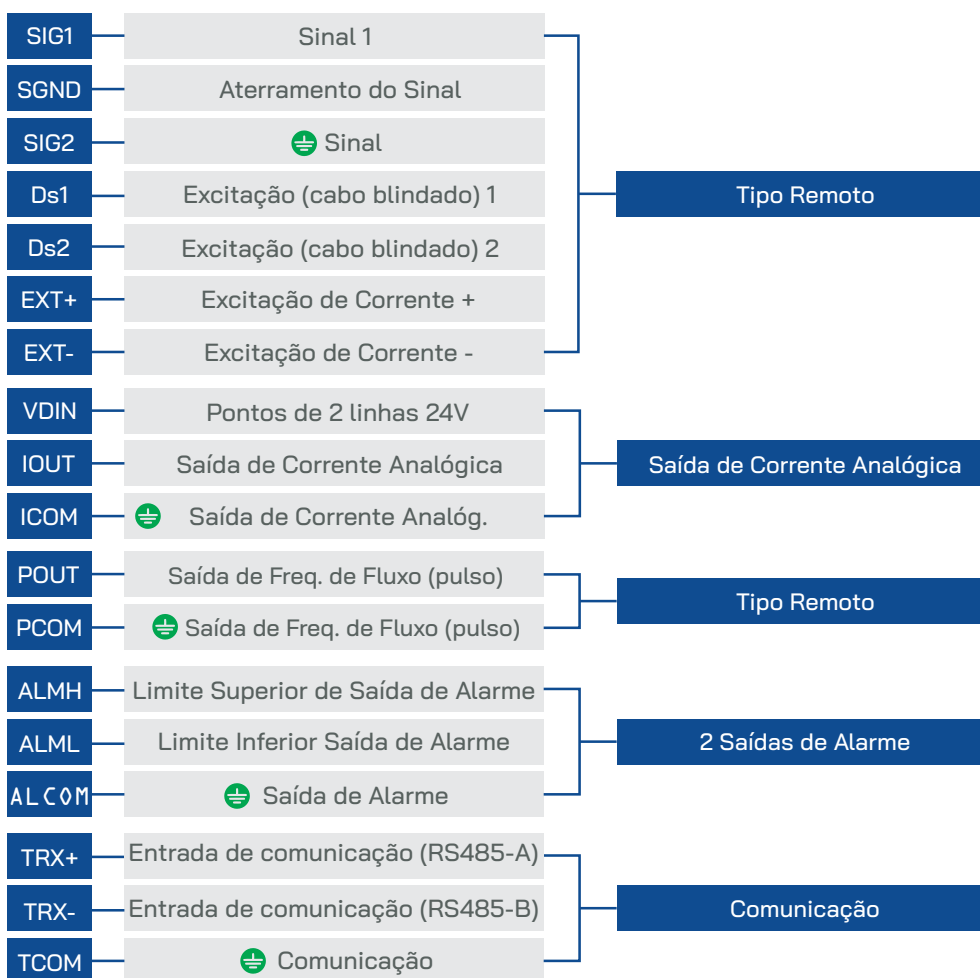 SIG1 Sinal 1
SGND Aterramento do Sinal
SIG2 Sinal
Ds1 Excitação (cabo blindado) 1
Tipo Remoto
Ds2 Excitação (cabo blindado) 2
EXT+ Excitação de Corrente +
EXT- Excitação de Corrente -
VDIN Pontos de 2 linhas 24V
IOUT Saída de Corrente Analógica
Saída de Corrente Analógica
ICOM Saída de Corrente Analóg.
POUT Saída de Freq. de Fluxo (pulso)
Tipo Remoto
PCOM Saída de Freq. de Fluxo (pulso)
ALMH Limite Superior de Saída de Alarme
ALML Limite Inferior Saída de Alarme
2 Saídas de Alarme
ALCOM Saída de Alarme
TRX+ Entrada de comunicação (RS485-A)
TRX- Entrada de comunicação (RS485-B)
Comunicação
TCOM Comunicação